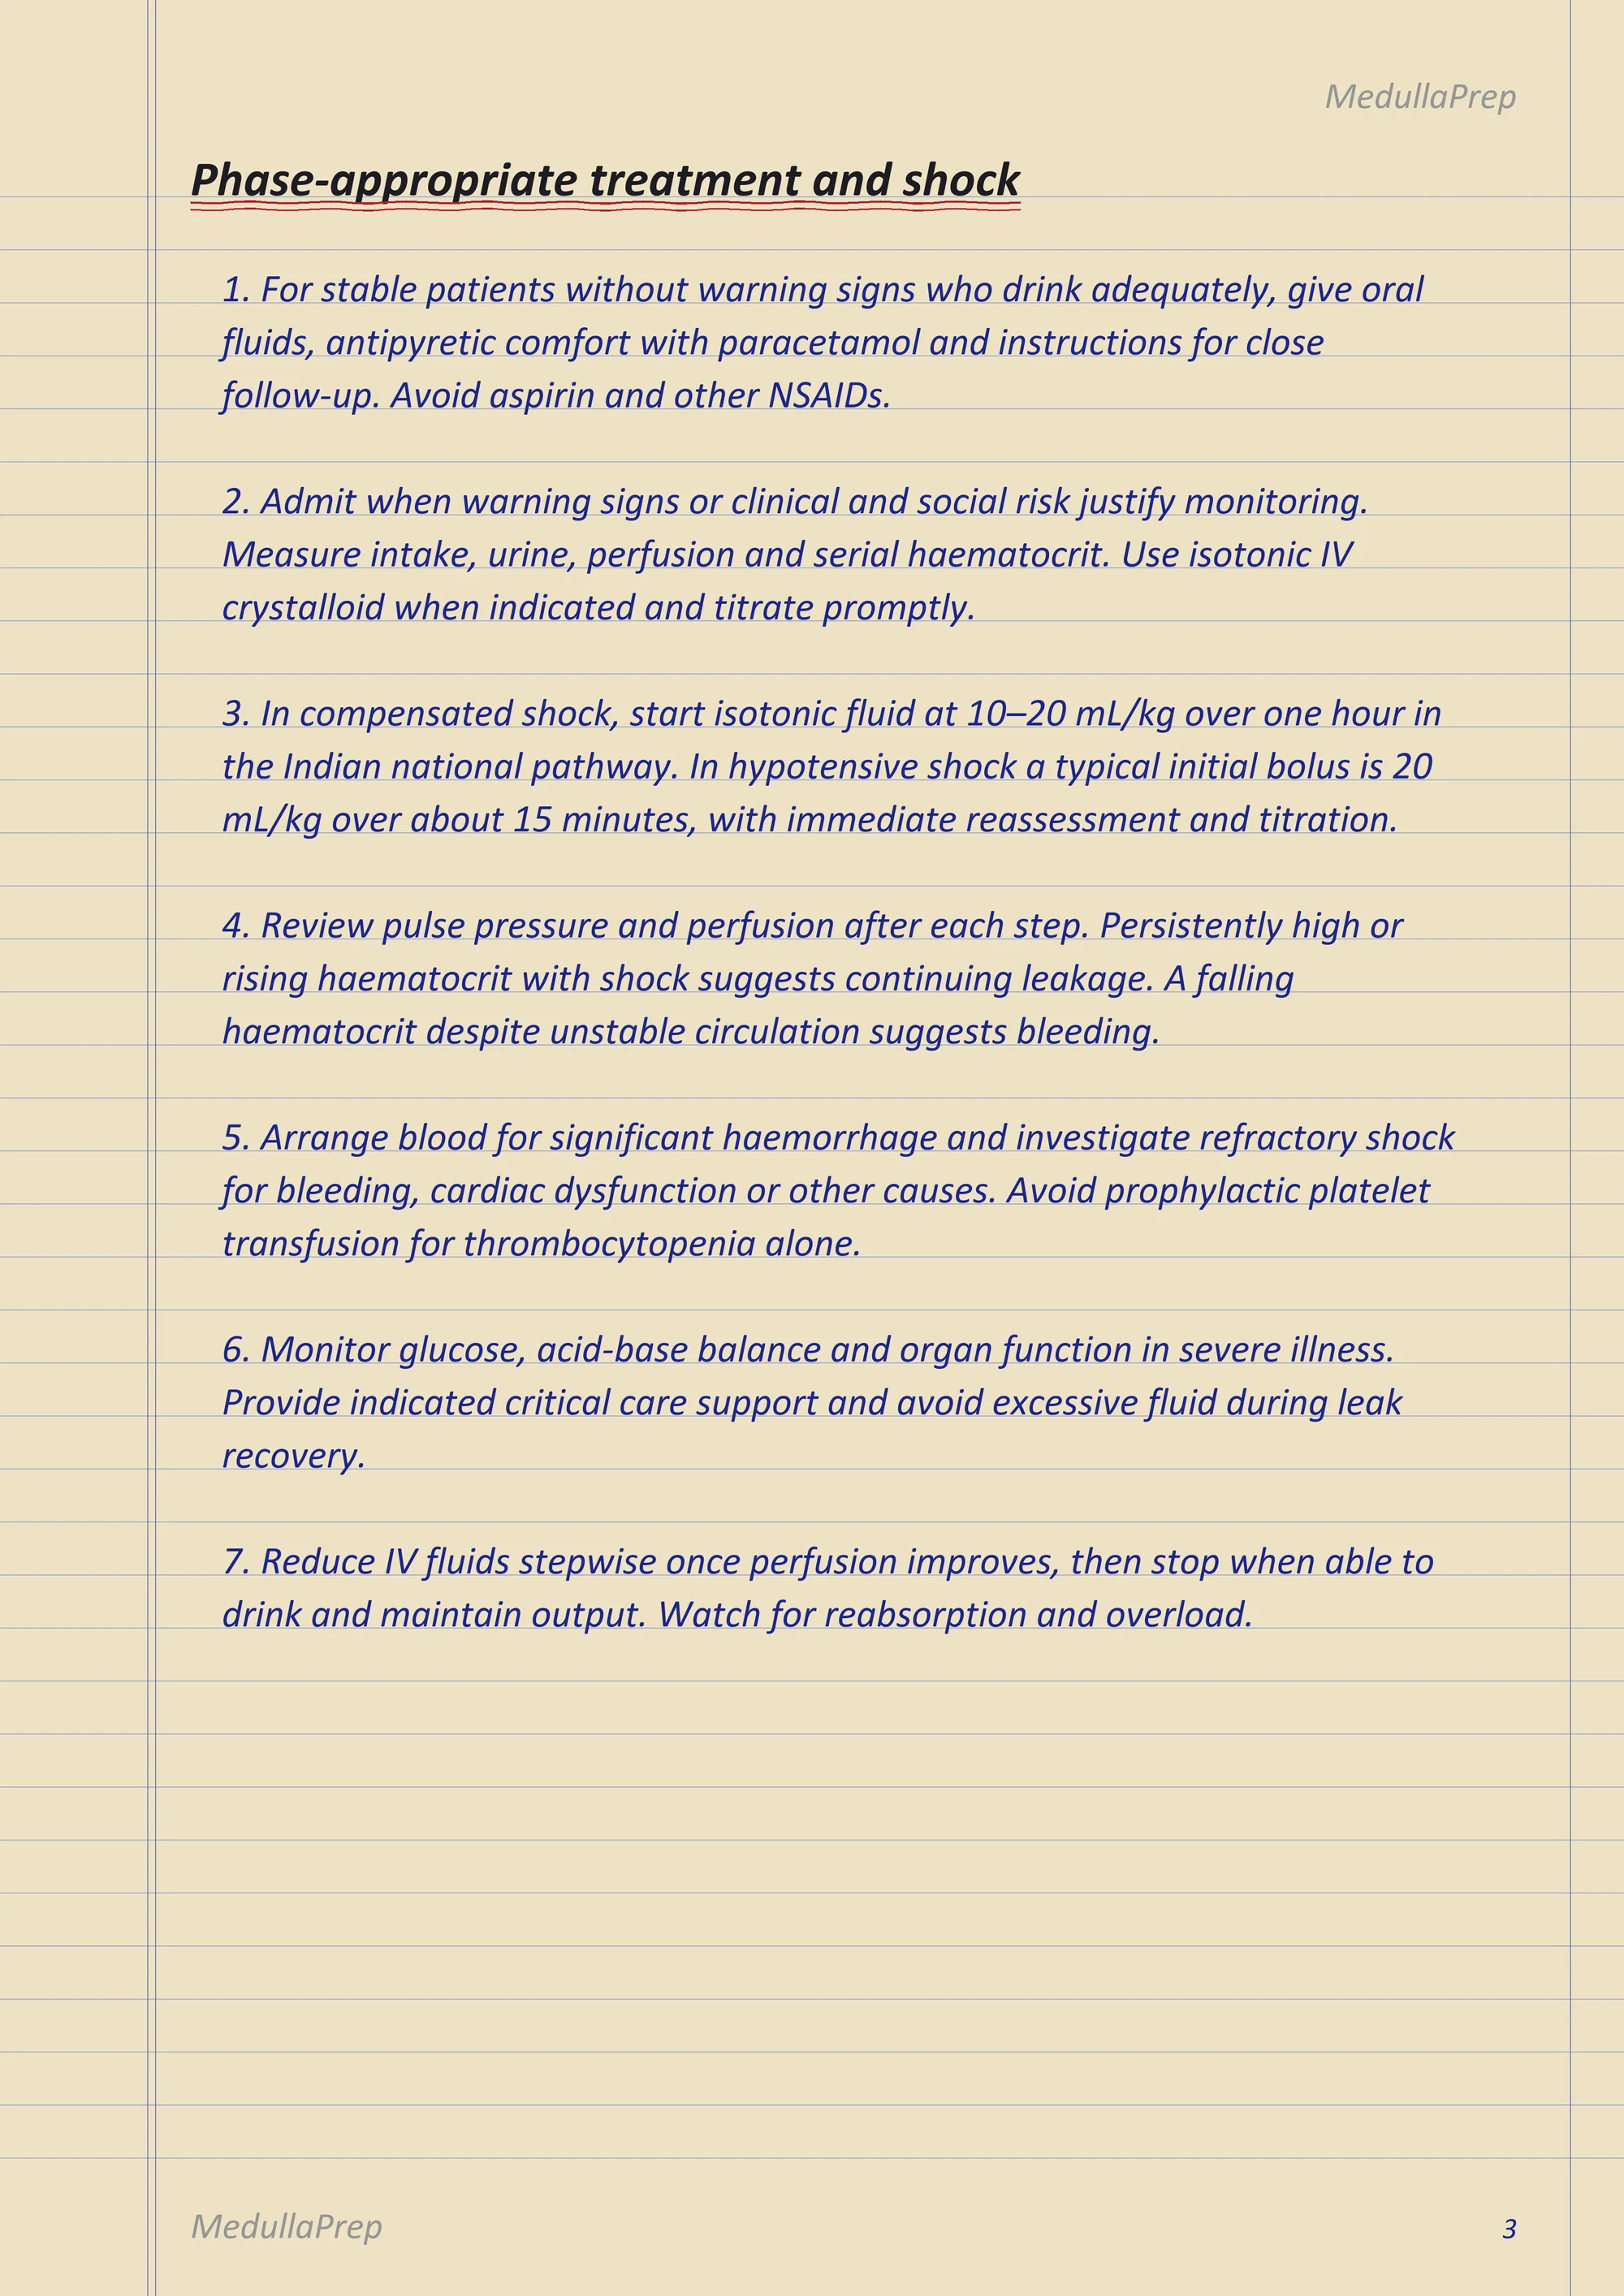 MedullaPrep
Phase-appropriate treatment and shock
1. For stable patients without warning signs who drink adequately, give oral
fluids, antipyretic comfort with paracetamol and instructions for close
follow-up. Avoid aspirin and other NSAIDs.
2. Admit when warning signs or clinical and social risk justify monitoring.
Measure intake, urine, perfusion and serial haematocrit. Use isotonic IV
crystalloid when indicated and titrate promptly.
3. In compensated shock, start isotonic fluid at 10–20 mL/kg over one hour in
the Indian national pathway. In hypotensive shock a typical initial bolus is 20
mL/kg over about 15 minutes, with immediate reassessment and titration.
4. Review pulse pressure and perfusion after each step. Persistently high or
rising haematocrit with shock suggests continuing leakage. A falling
haematocrit despite unstable circulation suggests bleeding.
5. Arrange blood for significant haemorrhage and investigate refractory shock
for bleeding, cardiac dysfunction or other causes. Avoid prophylactic platelet
transfusion for thrombocytopenia alone.
6. Monitor glucose, acid-base balance and organ function in severe illness.
Provide indicated critical care support and avoid excessive fluid during leak
recovery.
7. Reduce IV fluids stepwise once perfusion improves, then stop when able to
drink and maintain output. Watch for reabsorption and overload.
MedullaPrep
3